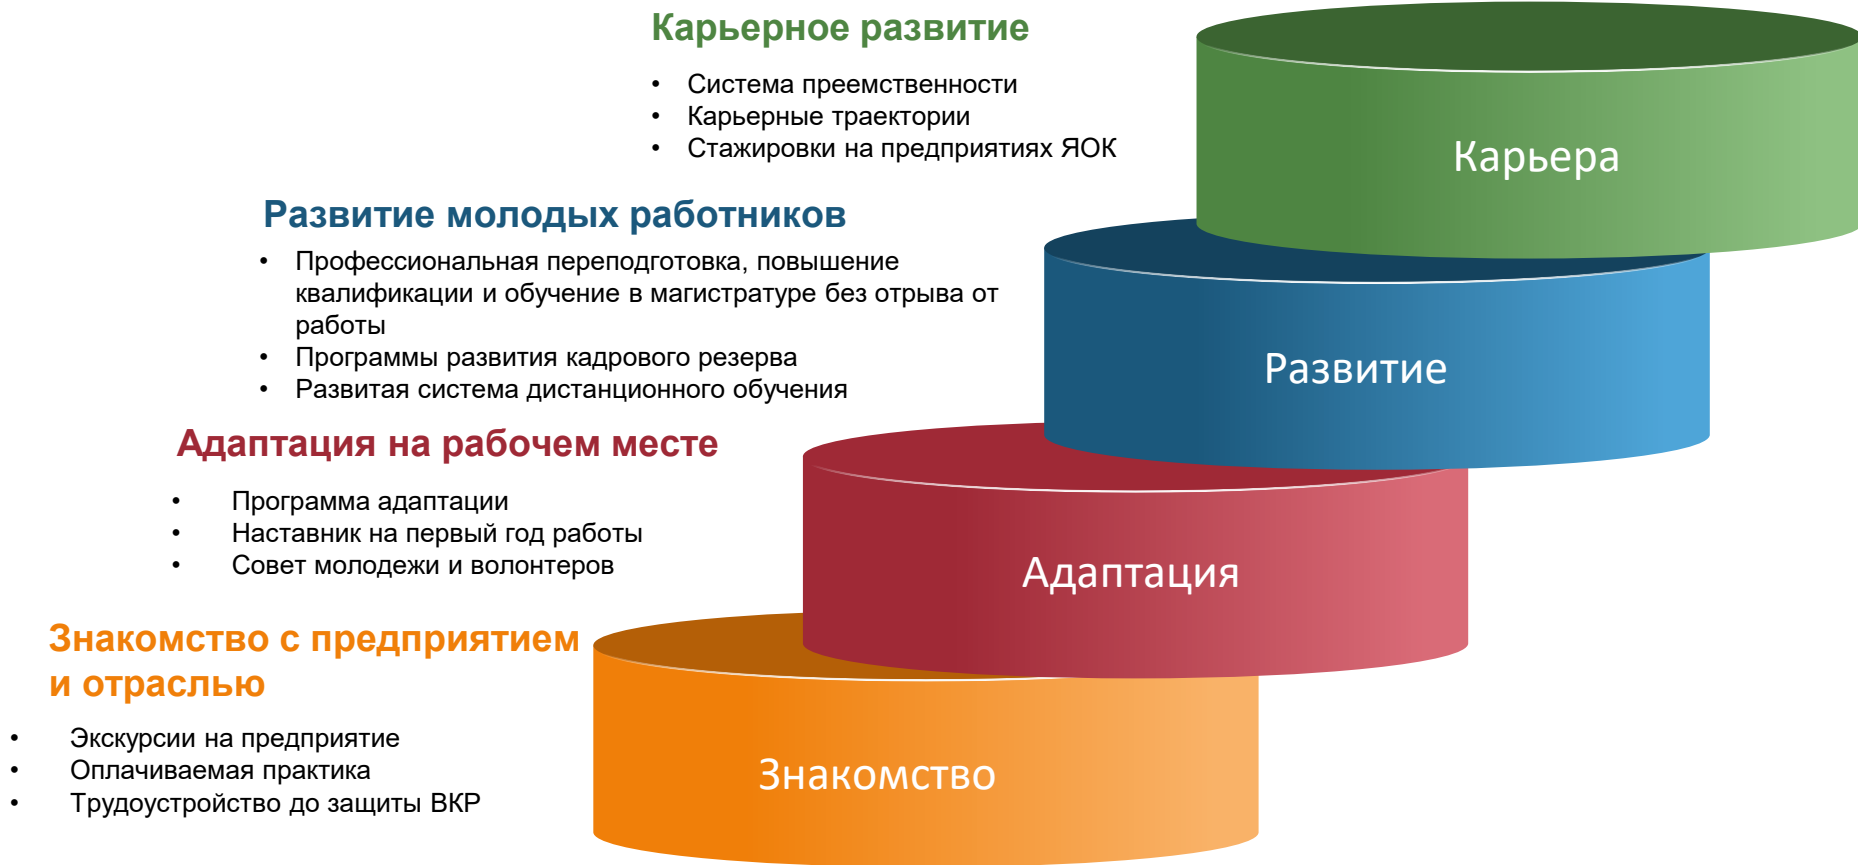 Карьерное развитие
• Система преемственности
• Карьерные траектории
• Стажировки на предприятиях ЯОК
Карьера
Развитие молодых работников
• Профессиональная переподготовка, повышение
квалификации и обучение в магистратуре без отрыва от
работы
• Программы развития кадрового резерва
• Развитая система дистанционного обучения
Развитие
Адаптация на рабочем месте
• Программа адаптации
• Наставник на первый год работы
• Совет молодежи и волонтеров
Адаптация
Знакомство с предприятием
и отраслью
• Экскурсии на предприятие
• Оплачиваемая практика
• Трудоустройство до защиты ВКР
Знакомство